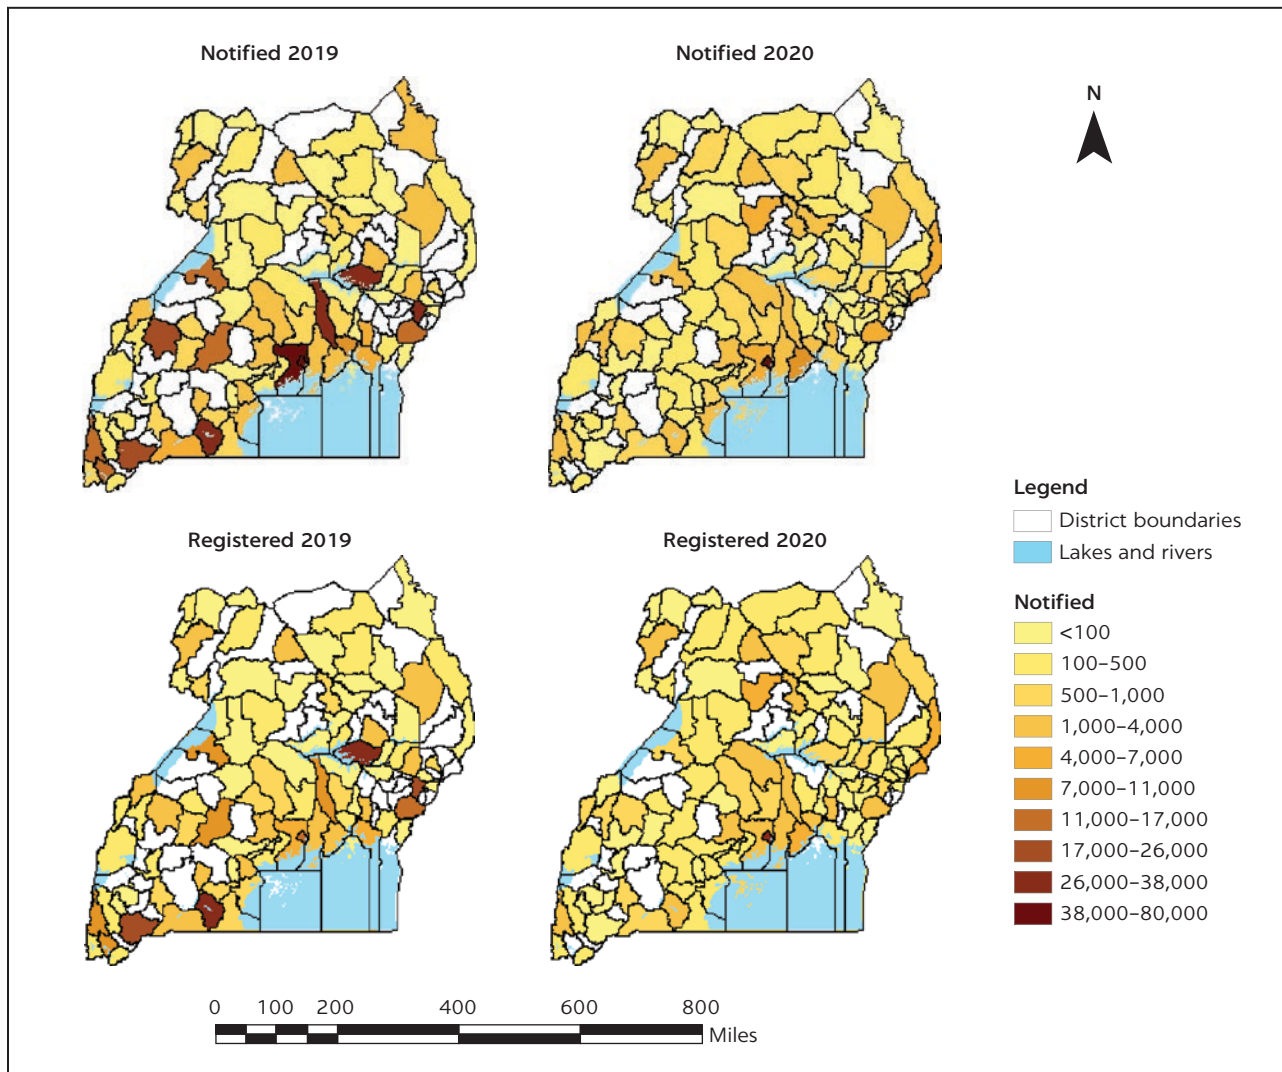 Notified 2019
Notified 2020
N
Registered 2019
Registered 2020
Legend
District boundaries
Lakes and rivers
Notified
<100
100–500
500–1,000
1,000–4,000
4,000–7,000
7,000–11,000
11,000–17,000
17,000–26,000
26,000–38,000
38,000–80,000
0 100 200 400 600 800
Miles